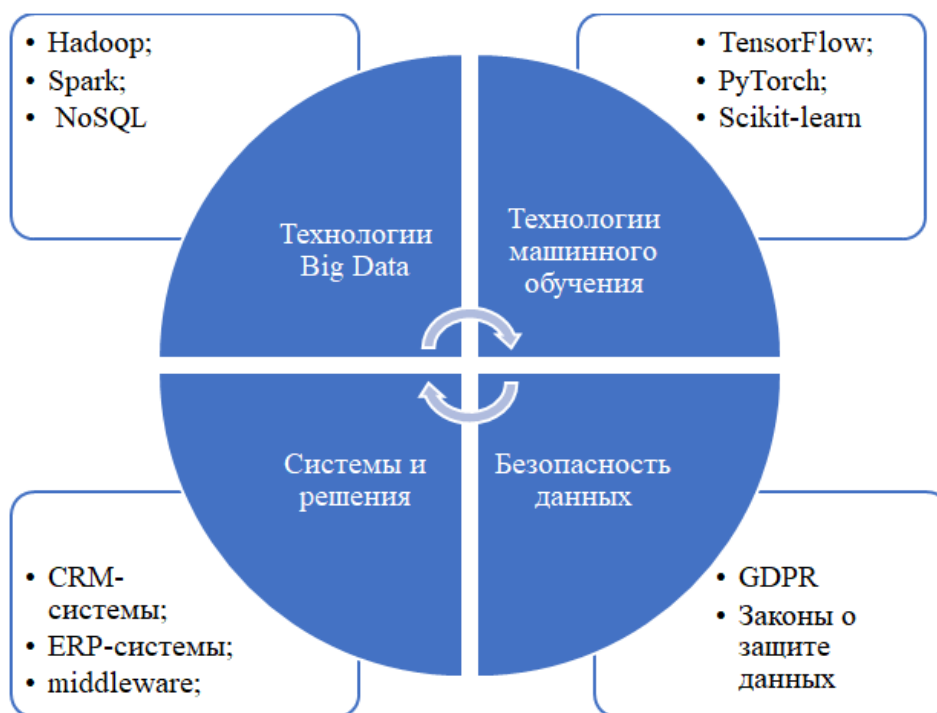 • Hadoop;
• Spark;
• NoSQL
• TensorFlow;
• PyTorch;
• Scikit-learn
Технологии
Big Data
Технологии
машинного
обучения
Системы и
решения
Безопасность
данных
• CRM-
системы;
• ERP-системы;
• middleware;
• GDPR
• Законы о
защите
данных